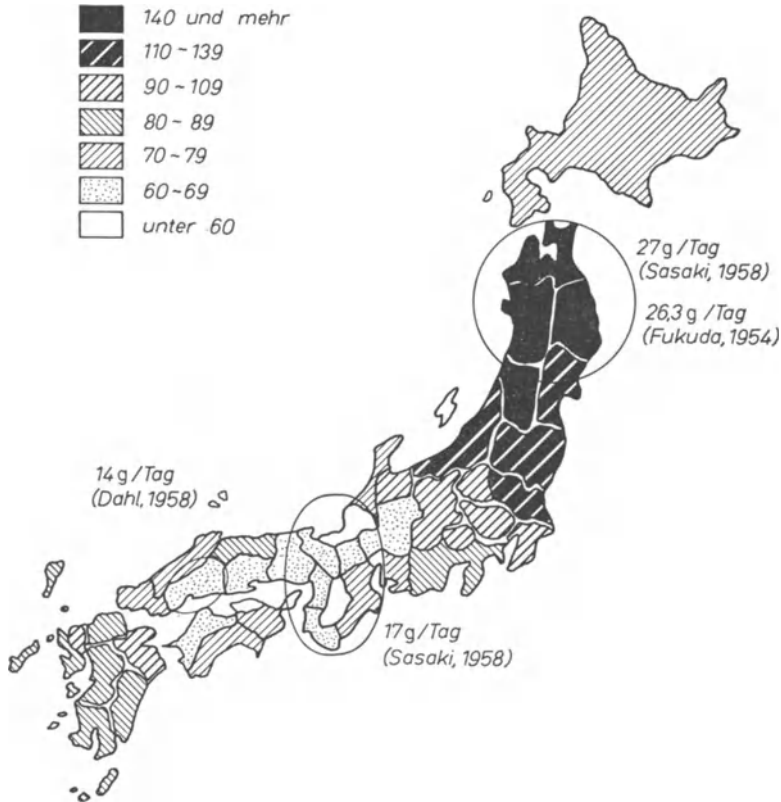 140 und mehr
110 - 139
90 - 109
80 - 89
70 - 79
60 - 69
unter 60
27 g/Tag
(Sasaki, 1958)
26,3 g/Tag
(Fukuda, 1954)
14 g/Tag
(Dahl, 1958)
17 g/Tag
(Sasaki, 1958)